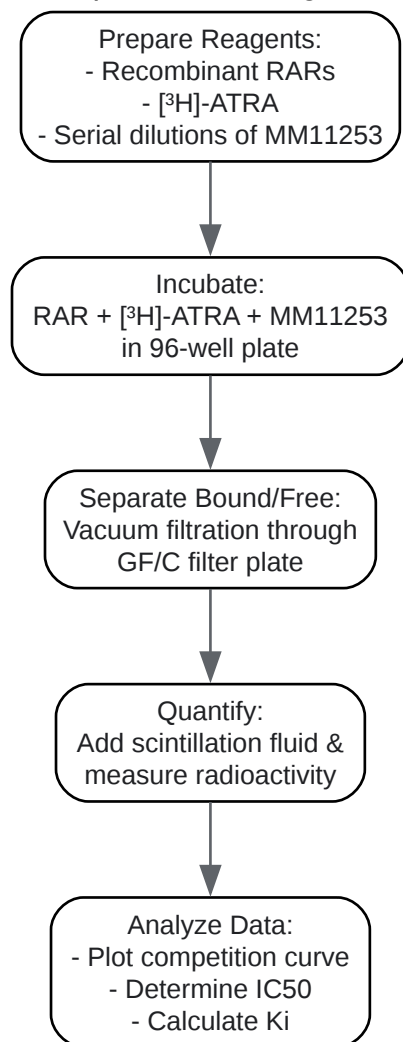 Prepare Reagents:
- Recombinant RARs
- [³H]-ATRA
- Serial dilutions of MM11253
Incubate:
RAR + [³H]-ATRA + MM11253
in 96-well plate
Separate Bound/Free:
Vacuum filtration through
GF/C filter plate
Quantify:
Add scintillation fluid &
measure radioactivity
Analyze Data:
- Plot competition curve
- Determine IC50
- Calculate Ki